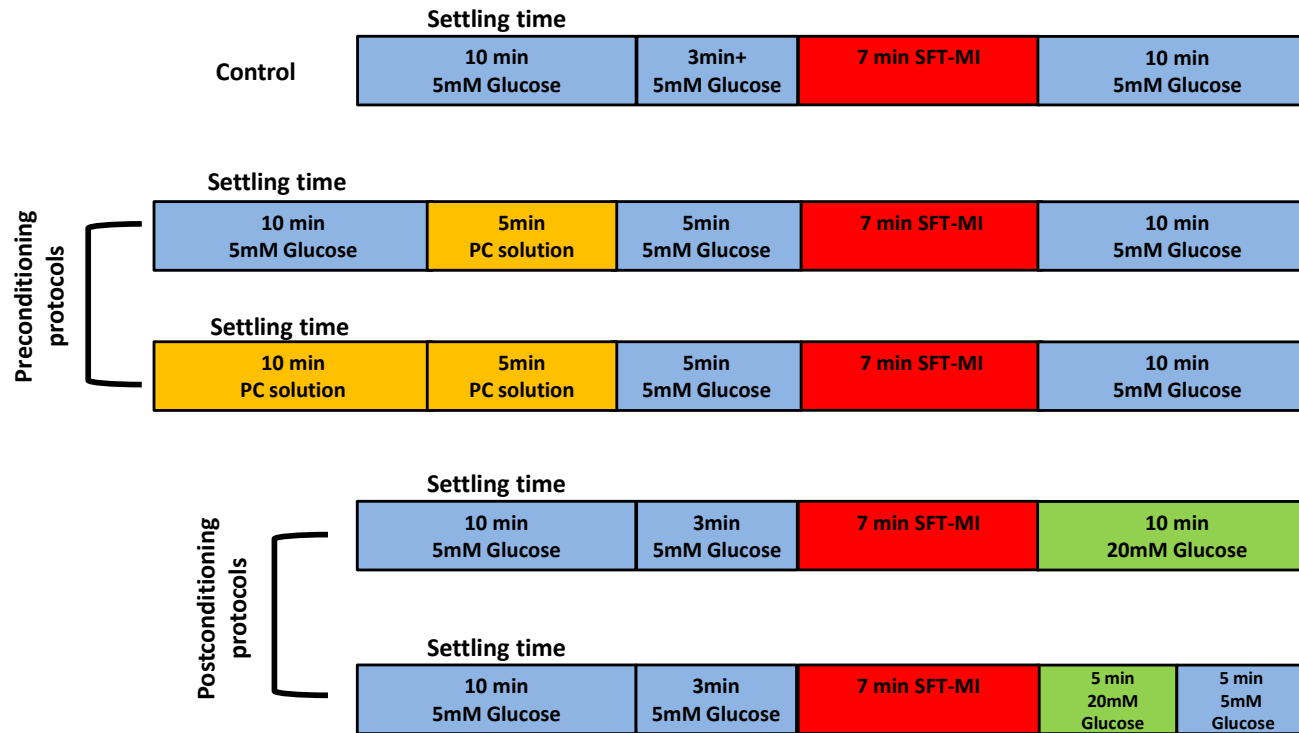 Settling time
Control
10 min
5mM Glucose
3min+
5mM Glucose
7 min SFT-MI
10 min
5mM Glucose
Preconditioning
protocols
Settling time
10 min
5mM Glucose
5min
PC solution
5min
5mM Glucose
7 min SFT-MI
10 min
5mM Glucose
Settling time
10 min
PC solution
5min
PC solution
5min
5mM Glucose
7 min SFT-MI
10 min
5mM Glucose
Postconditioning
protocols
Settling time
10 min
5mM Glucose
3min
5mM Glucose
7 min SFT-MI
10 min
20mM Glucose
Settling time
10 min
5mM Glucose
3min
5mM Glucose
7 min SFT-MI
5 min
20mM
Glucose
5 min
5mM
Glucose